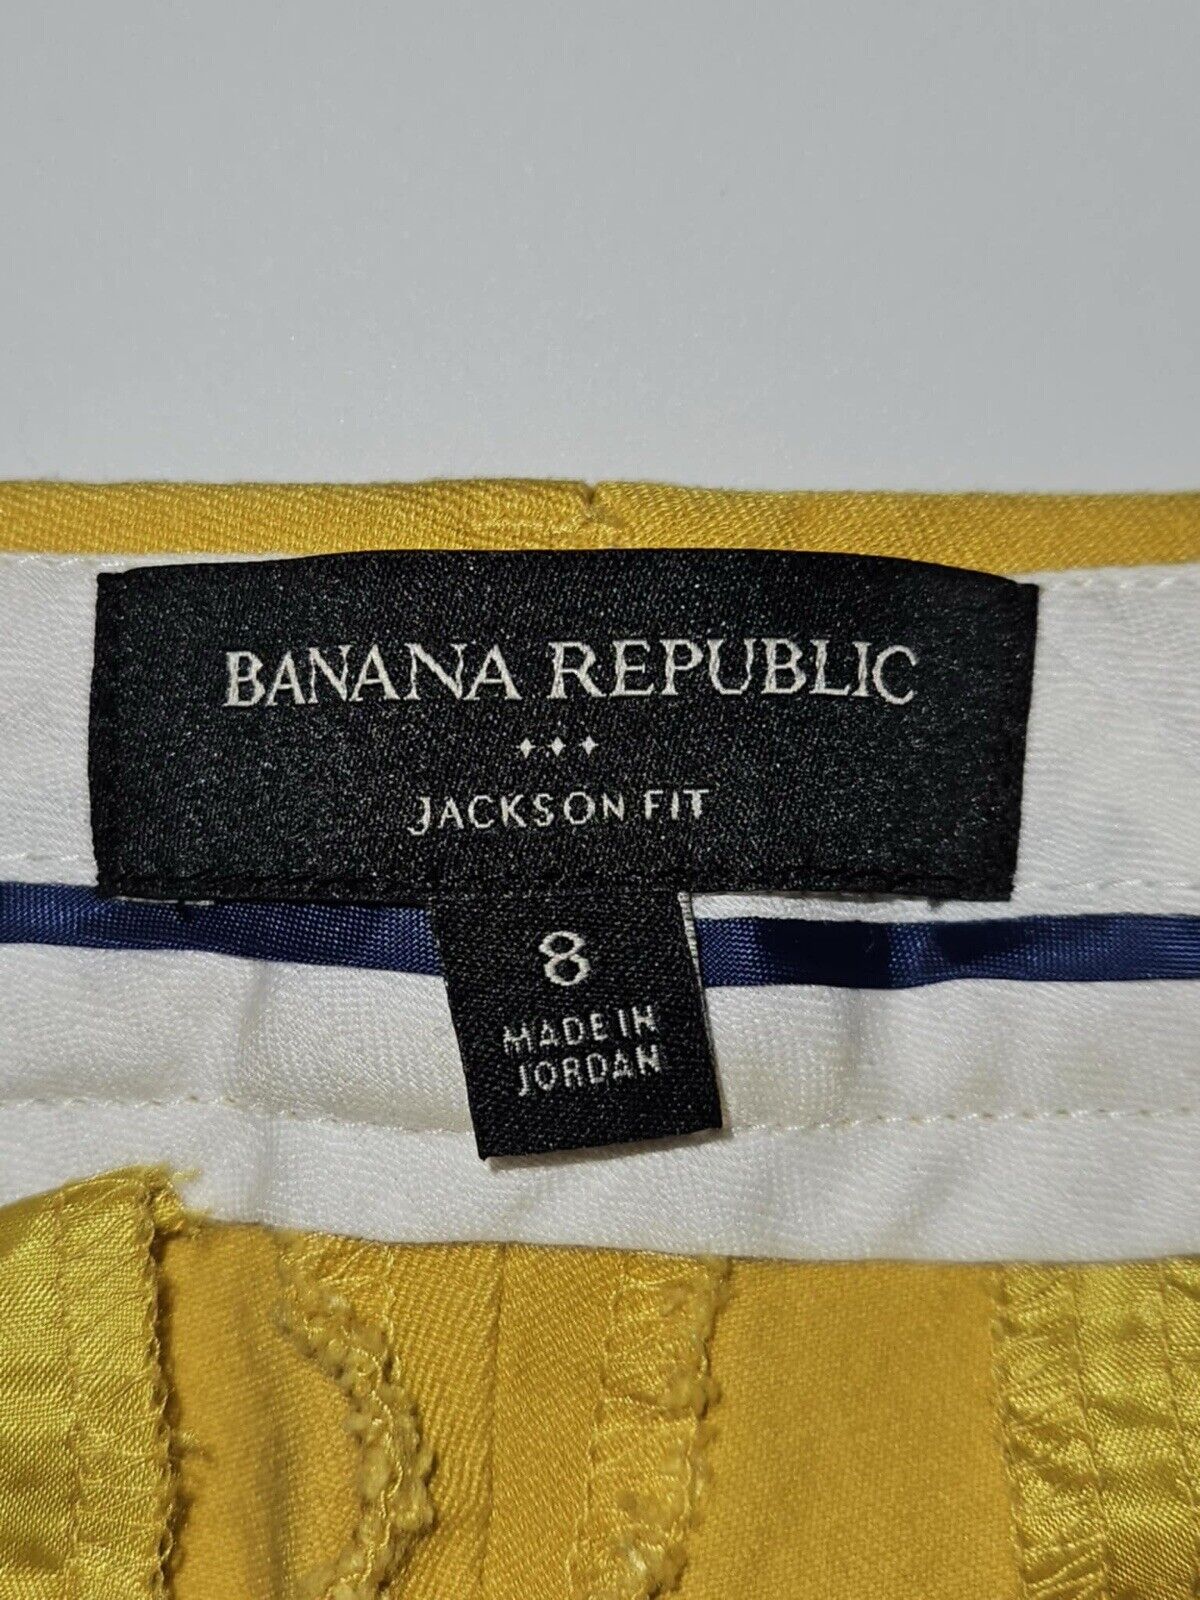 BANANA REPUBLIC
JACKSON FIT
8
MADE IN
JORDAN